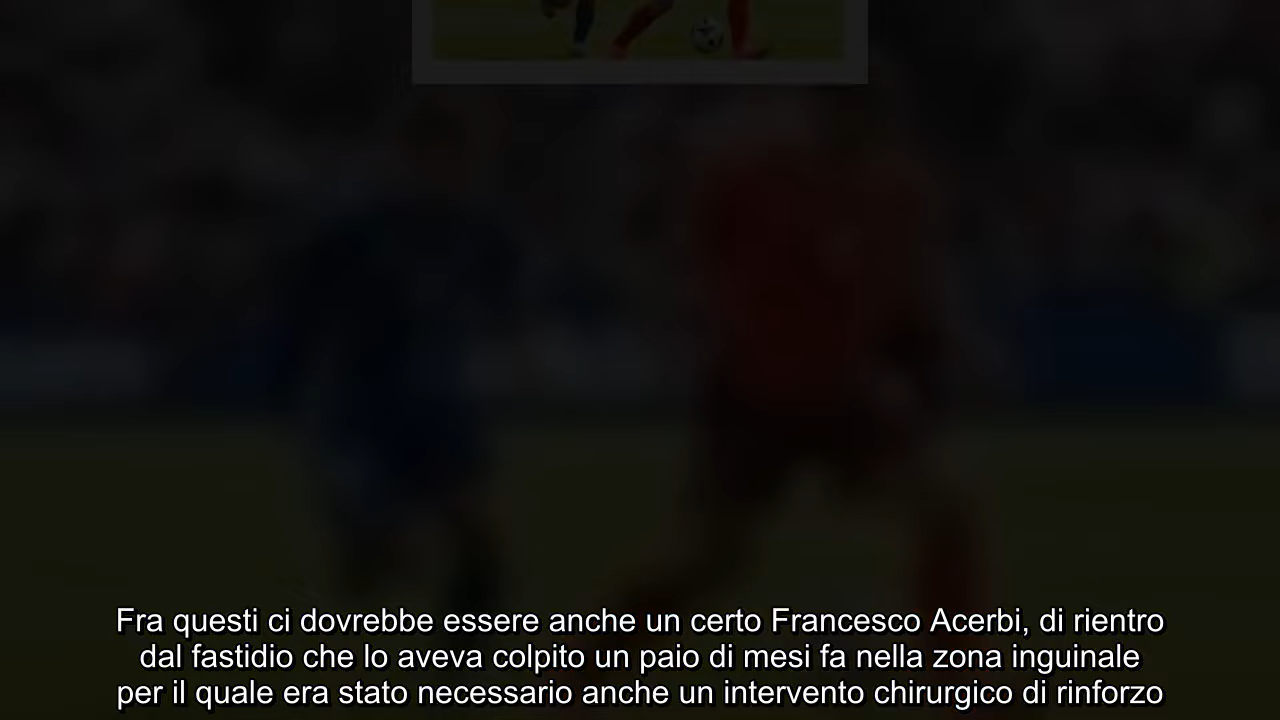 Fra questi ci dovrebbe essere anche un certo Francesco Acerbi, di rientro
dal fastidio che lo aveva colpito un paio di mesi fa nella zona inguinale
per il quale era stato necessario anche un intervento chirurgico di rinforzo